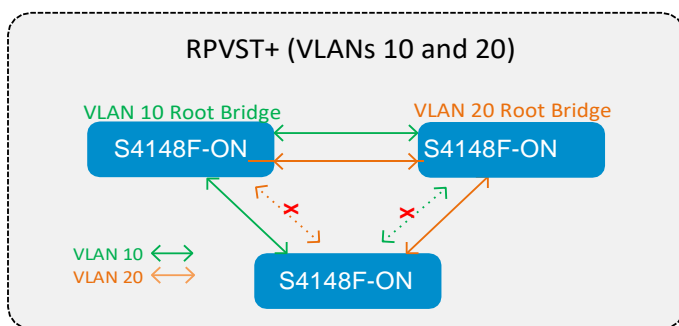 RPVST+ (VLANs 10 and 20)
VLAN 10 Root Bridge
VLAN 20 Root Bridge
S4148F-ON
S4148F-ON
X
X
VLAN 10
VLAN 20
S4148F-ON